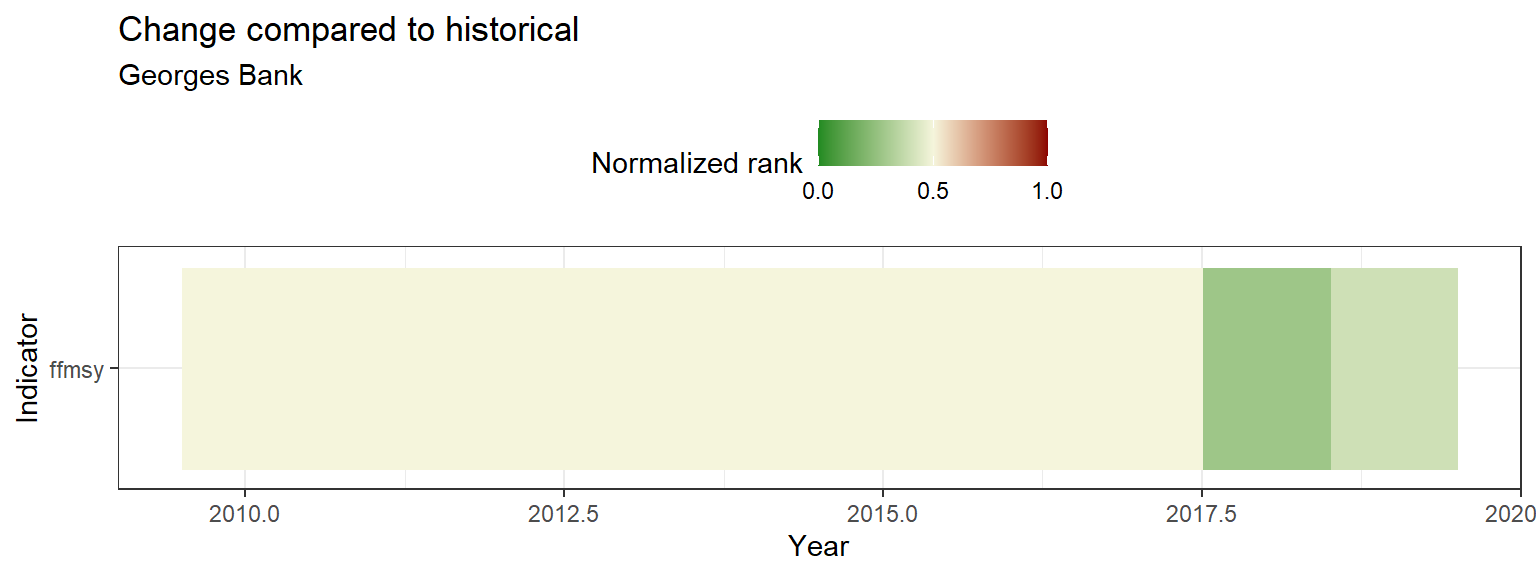 Change compared to historical
Georges Bank
Normalized rank
0.0 0.5 1.0
Indicator
ffmsy
2010.0 2012.5 2015.0 2017.5 2020
Year